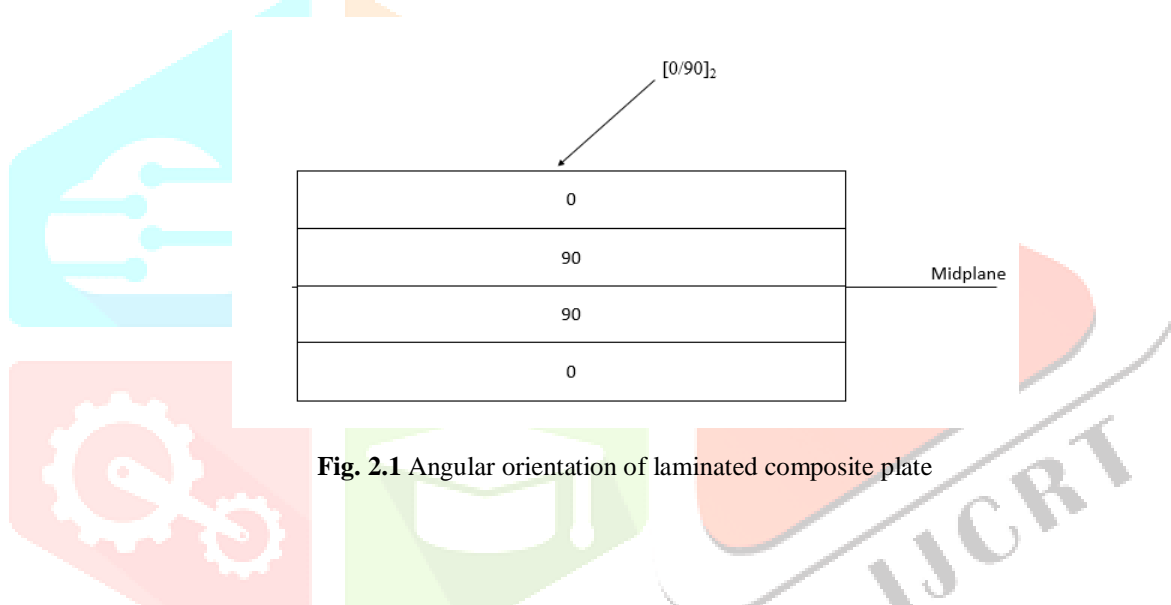 [0/90]₂
0
90
Midplane
90
0
Fig. 2.1 Angular orientation of laminated composite plate
IJCRT